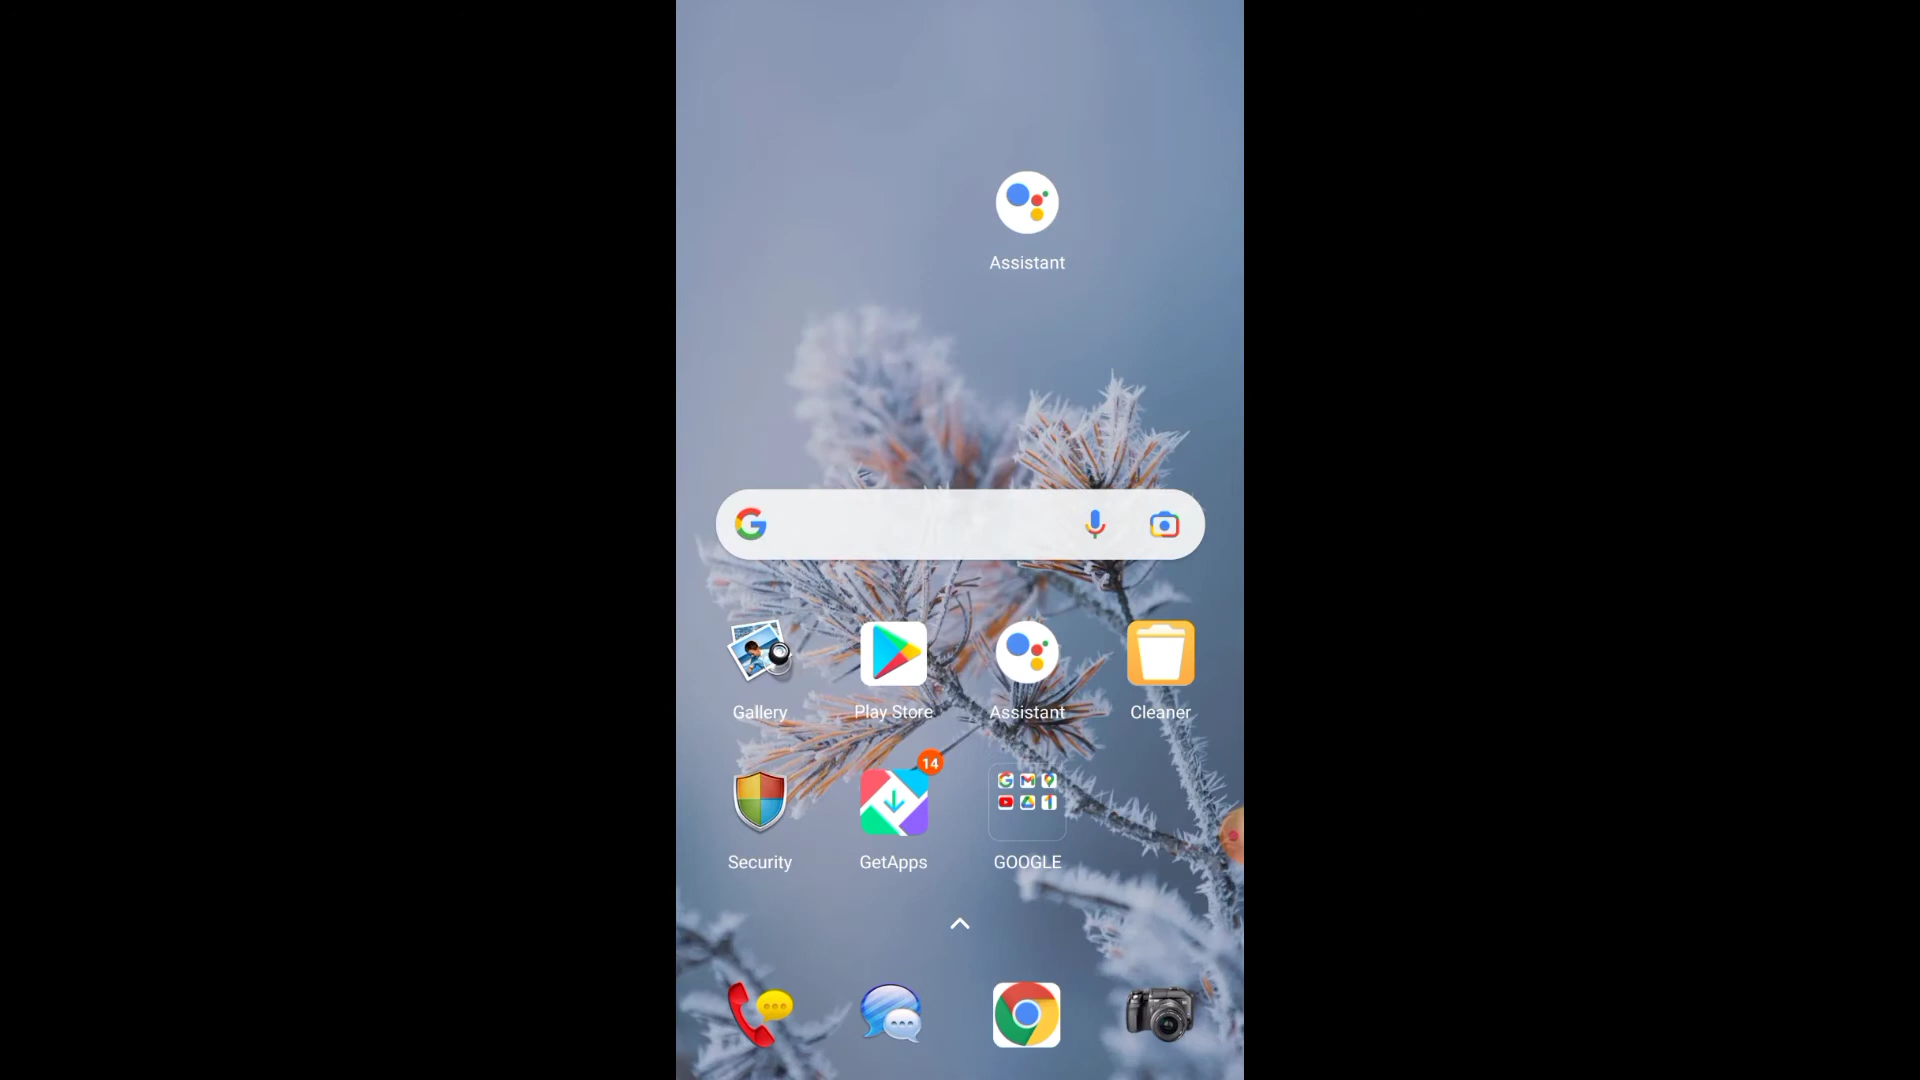 Assistant
Gallery
Play Store
Assistant
Cleaner
14
Security
GetApps
GOOGLE